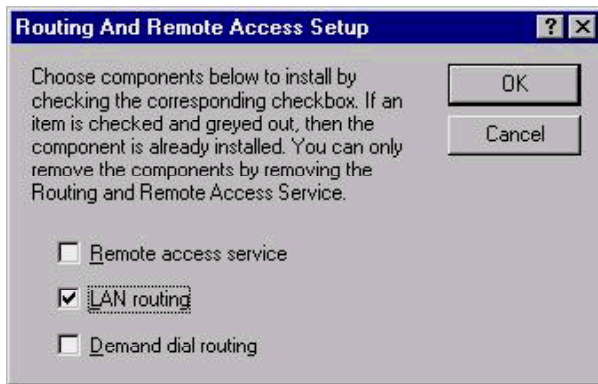 Routing And Remote Access Setup
? X
Choose components below to install by
checking the corresponding checkbox. If an
item is checked and greyed out, then the
component is already installed. You can only
remove the components by removing the
Routing and Remote Access Service.
OK
Cancel
Remote access service
LAN routing
Demand dial routing